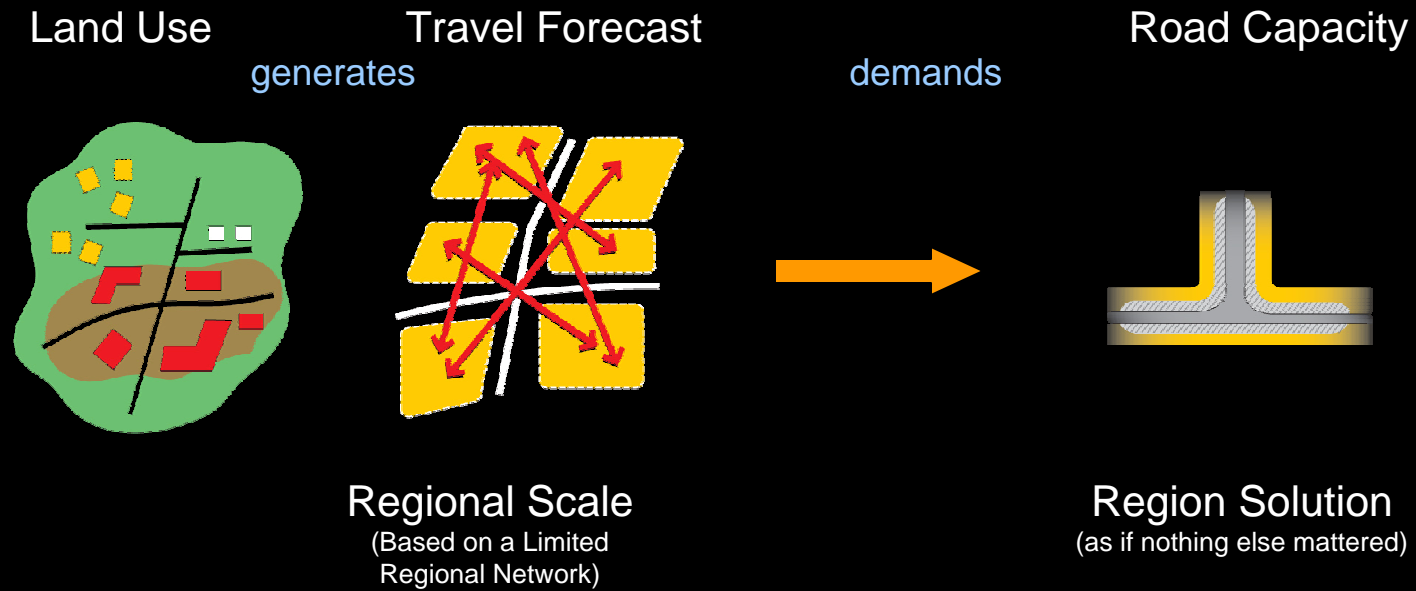 Land Use
Travel Forecast
Road Capacity
generates
demands
Regional Scale
(Based on a Limited
Regional Network)
Region Solution
(as if nothing else mattered)